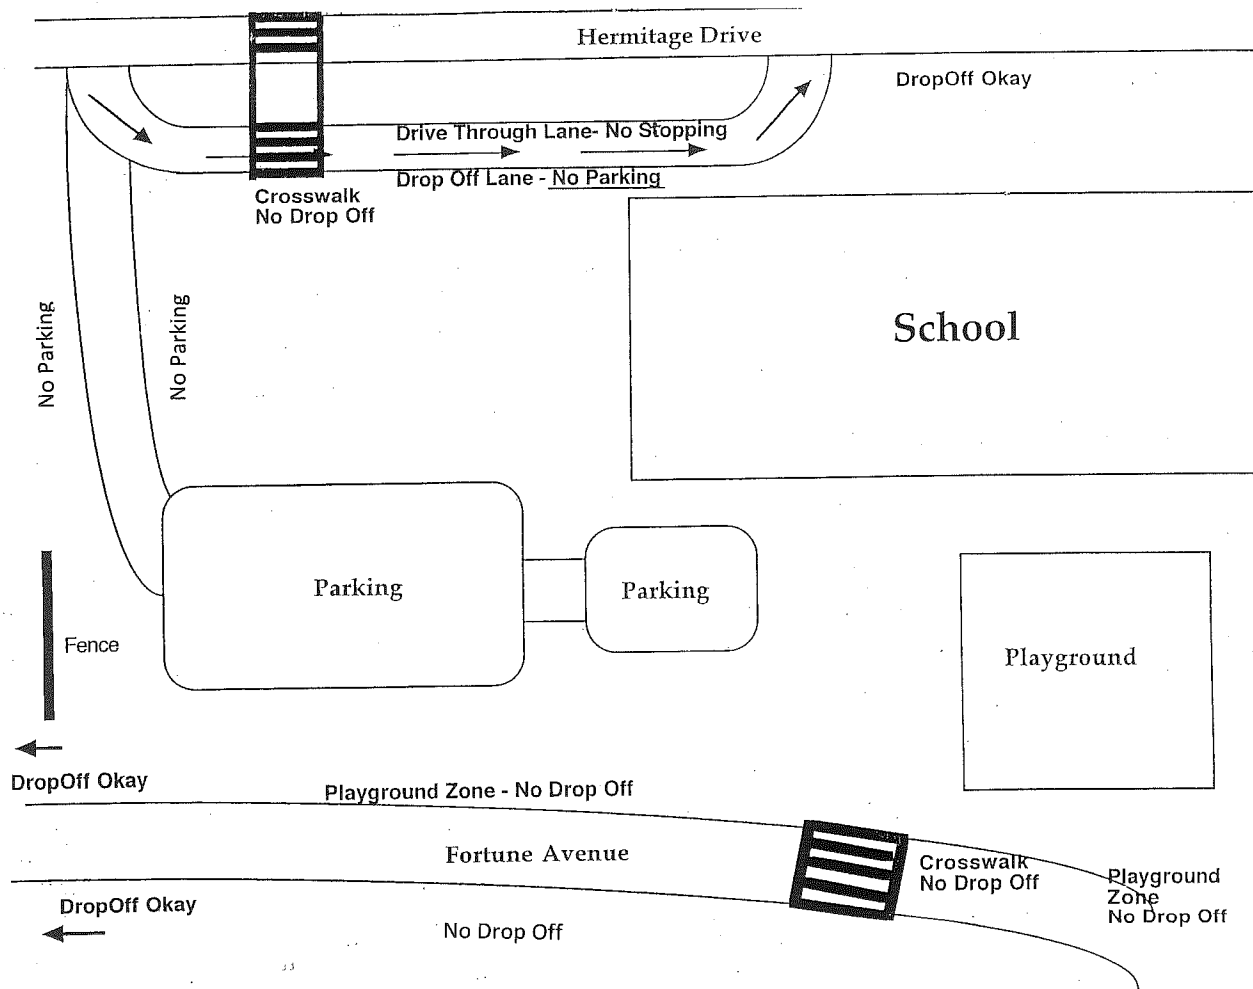 Hermitage Drive
DropOff Okay
Drive Through Lane- No Stopping
Drop Off Lane - No Parking
Crosswalk
No Drop Off
No Parking
No Parking
School
Parking
Parking
Fence
Playground
DropOff Okay
Playground Zone - No Drop Off
Fortune Avenue
Crosswalk
No Drop Off
Playground
Zone
No Drop Off
DropOff Okay
No Drop Off